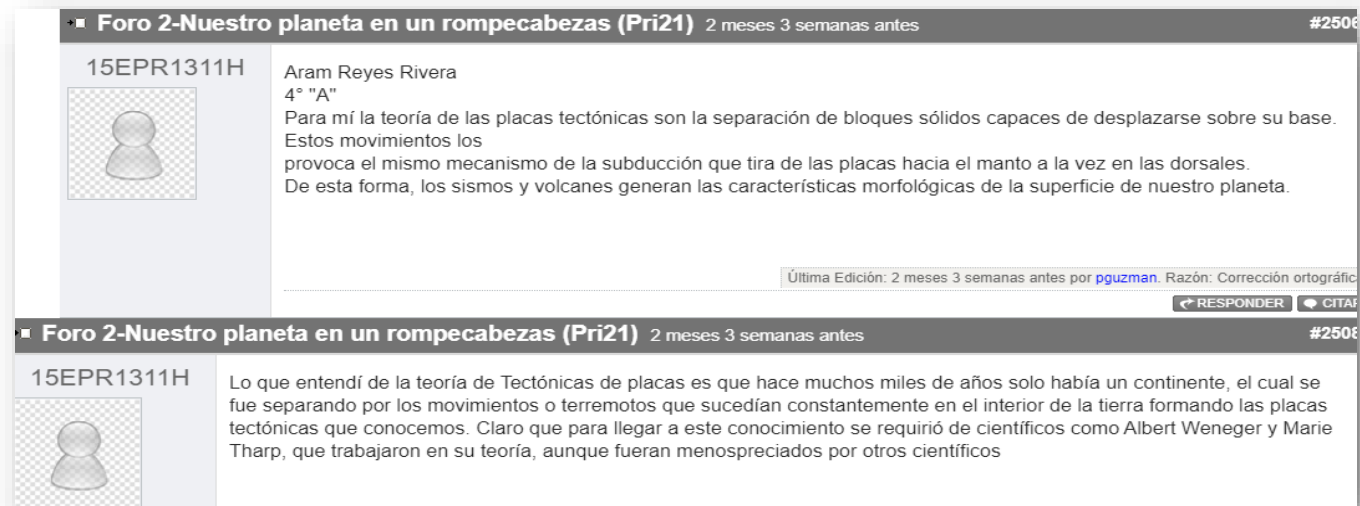 Foro 2-Nuestro planeta en un rompecabezas (Pri21) 2 meses 3 semanas antes #2506
15EPR1311H
Aram Reyes Rivera
4° "A"
Para mí la teoría de las placas tectónicas son la separación de bloques sólidos capaces de desplazarse sobre su base.
Estos movimientos los
provoca el mismo mecanismo de la subducción que tira de las placas hacia el manto a la vez en las dorsales.
De esta forma, los sismos y volcanes generan las características morfológicas de la superficie de nuestro planeta.
Última Edición: 2 meses 3 semanas antes por pguzman. Razón: Corrección ortográfic
RESPONDER CITAR
Foro 2-Nuestro planeta en un rompecabezas (Pri21) 2 meses 3 semanas antes #2508
15EPR1311H
Lo que entendí de la teoría de Tectónicas de placas es que hace muchos miles de años solo había un continente, el cual se
fue separando por los movimientos o terremotos que sucedían constantemente en el interior de la tierra formando las placas
tectónicas que conocemos. Claro que para llegar a este conocimiento se requirió de científicos como Albert Weneger y Marie
Tharp, que trabajaron en su teoría, aunque fueran menospreciados por otros científicos